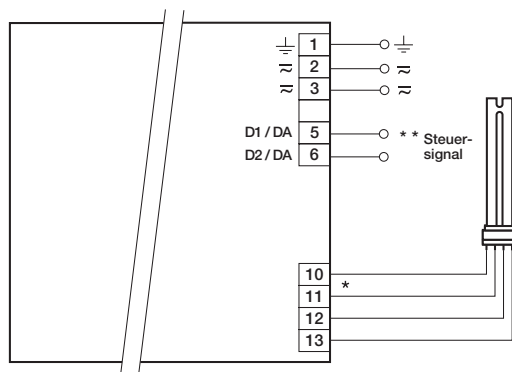 1
2
3
D1 / DA 5
D2 / DA 6
* * Steuer-
signal
10
*
11
12
13